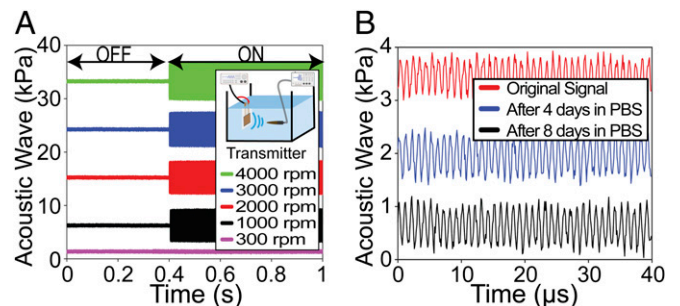 A
Acoustic Wave (kPa)
40
30
20
10
0
OFF
ON
Transmitter
4000 rpm
3000 rpm
2000 rpm
1000 rpm
300 rpm
0
0.2
0.4
0.6
0.8
1
Time (s)
B
Acoustic Wave (kPa)
4
3
2
1
0
Original Signal
After 4 days in PBS
After 8 days in PBS
0
10
20
30
40
Time (µs)